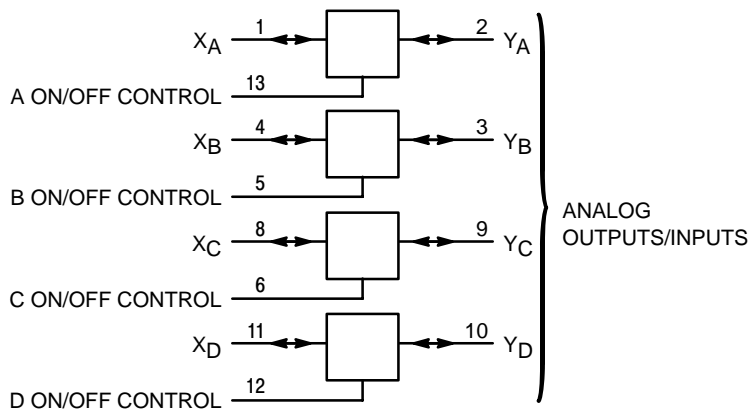 XA 1 2 YA
A ON/OFF CONTROL 13
XB 4 3 YB
B ON/OFF CONTROL 5
XC 8 9 YC
ANALOG
OUTPUTS/INPUTS
C ON/OFF CONTROL 6
XD 11 10 YD
D ON/OFF CONTROL 12